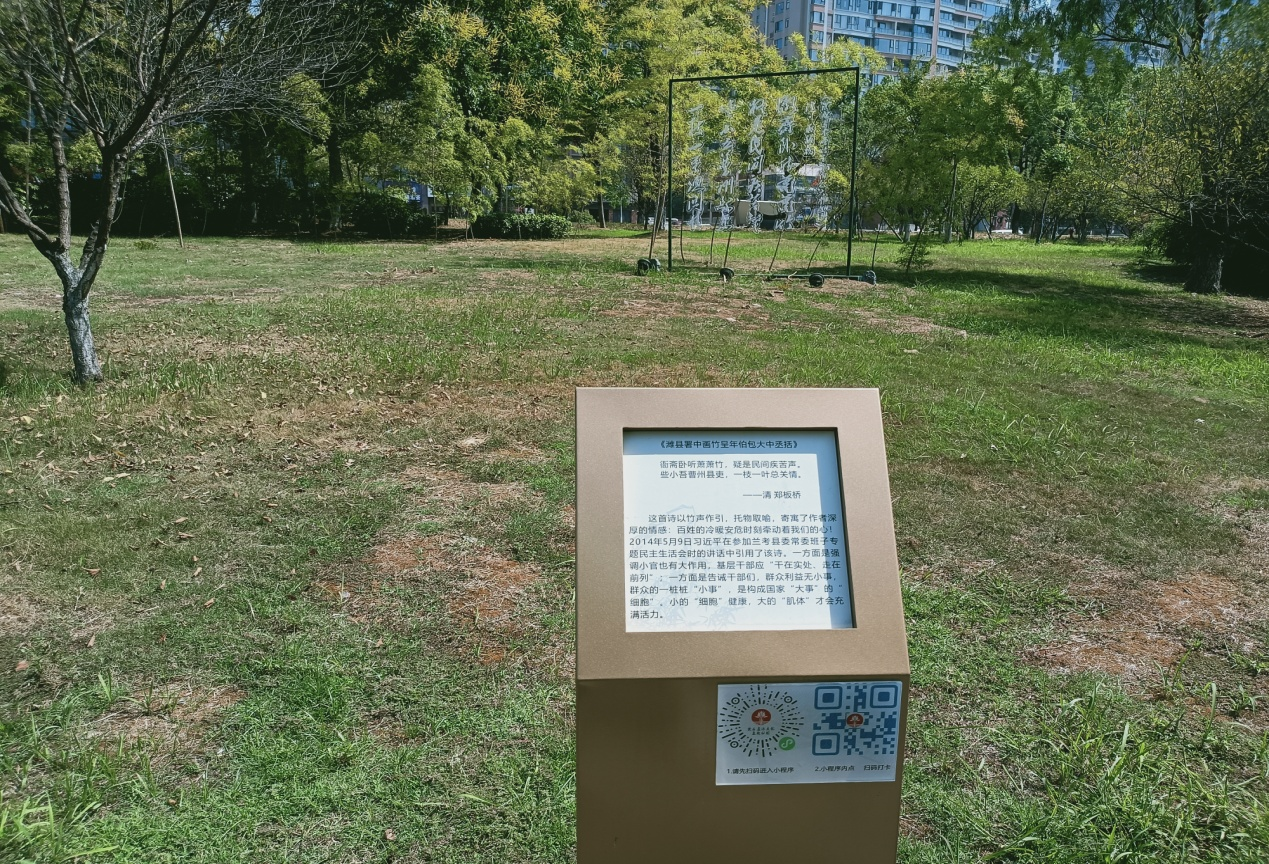 《潍县署中画竹呈年伯包大中丞括》
衙斋卧听萧萧竹，疑是民间疾苦声。
些小吾曹州县吏，一枝一叶总关情。
——清 郑板桥
这首诗以竹声作引，托物取喻，寄寓了作者深
厚的情感：百姓的冷暖安危时刻牵动着我们的心！
2014年5月9日习近平在参加兰考县委常委班子专
题民主生活会时的讲话中引用了该诗。一方面是强
调小官也有大作用，基层干部应“干在实处、走在
前列”；一方面是告诫干部们，群众利益无小事，
群众的一桩桩“小事”，是构成国家“大事”的“
细胞”，小的“细胞”健康，大的“肌体”才会充
满活力。
1.请先扫码进入小程序
2.小程序内点 扫码打卡